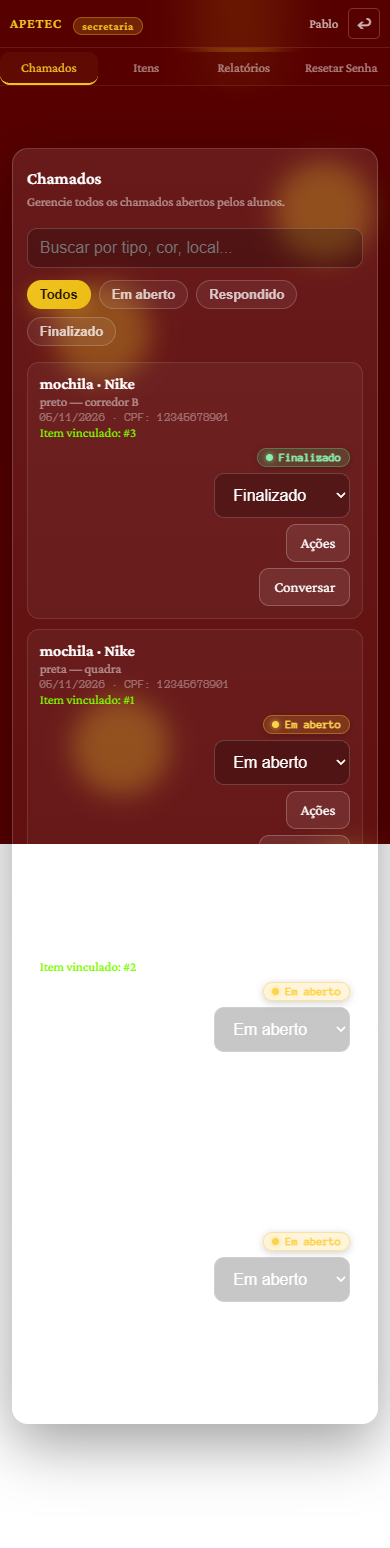 APETEC secretaria Pablo
Chamados Itens Relatórios Resetar Senha
Chamados
Gerencie todos os chamados abertos pelos alunos.
Buscar por tipo, cor, local...
Todos Em aberto Respondido
Finalizado
mochila · Nike
preto — corredor B
05/11/2026 · CPF: 12345678901
Item vinculado: #3
Finalizado
Finalizado
Ações
Conversar
mochila · Nike
preta — quadra
05/11/2026 · CPF: 12345678901
Item vinculado: #1
Em aberto
Em aberto
Ações
Item vinculado: #2
Em aberto
Em aberto
Em aberto
Em aberto